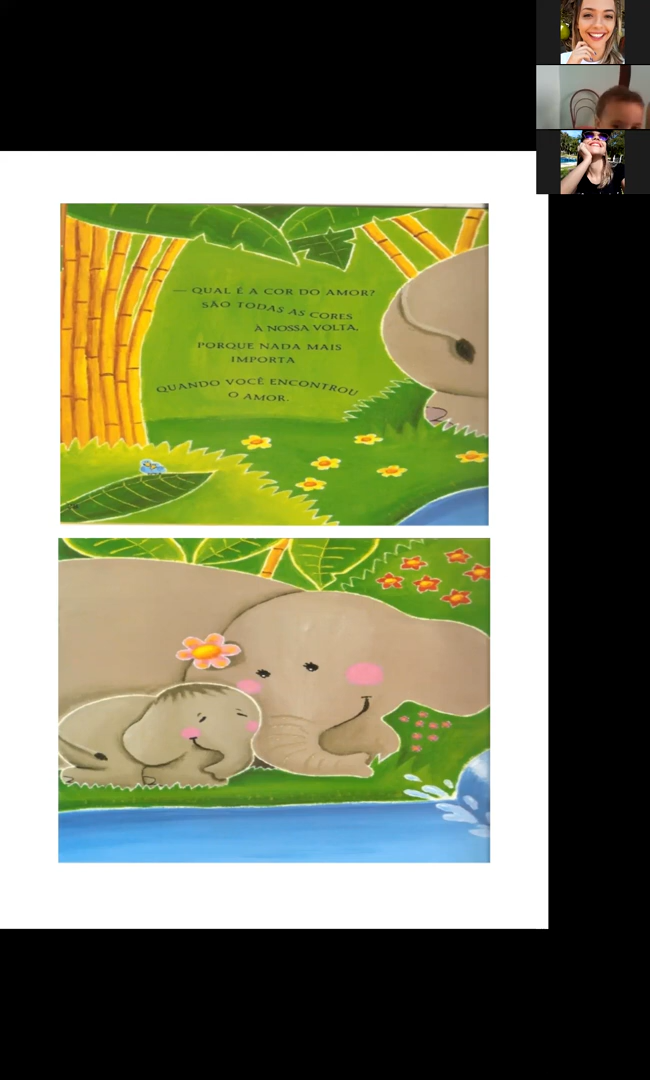 — QUAL É A COR DO AMOR?
SÃO TODAS AS CORES
À NOSSA VOLTA,
PORQUE NADA MAIS
IMPORTA
QUANDO VOCÊ ENCONTROU
O AMOR.